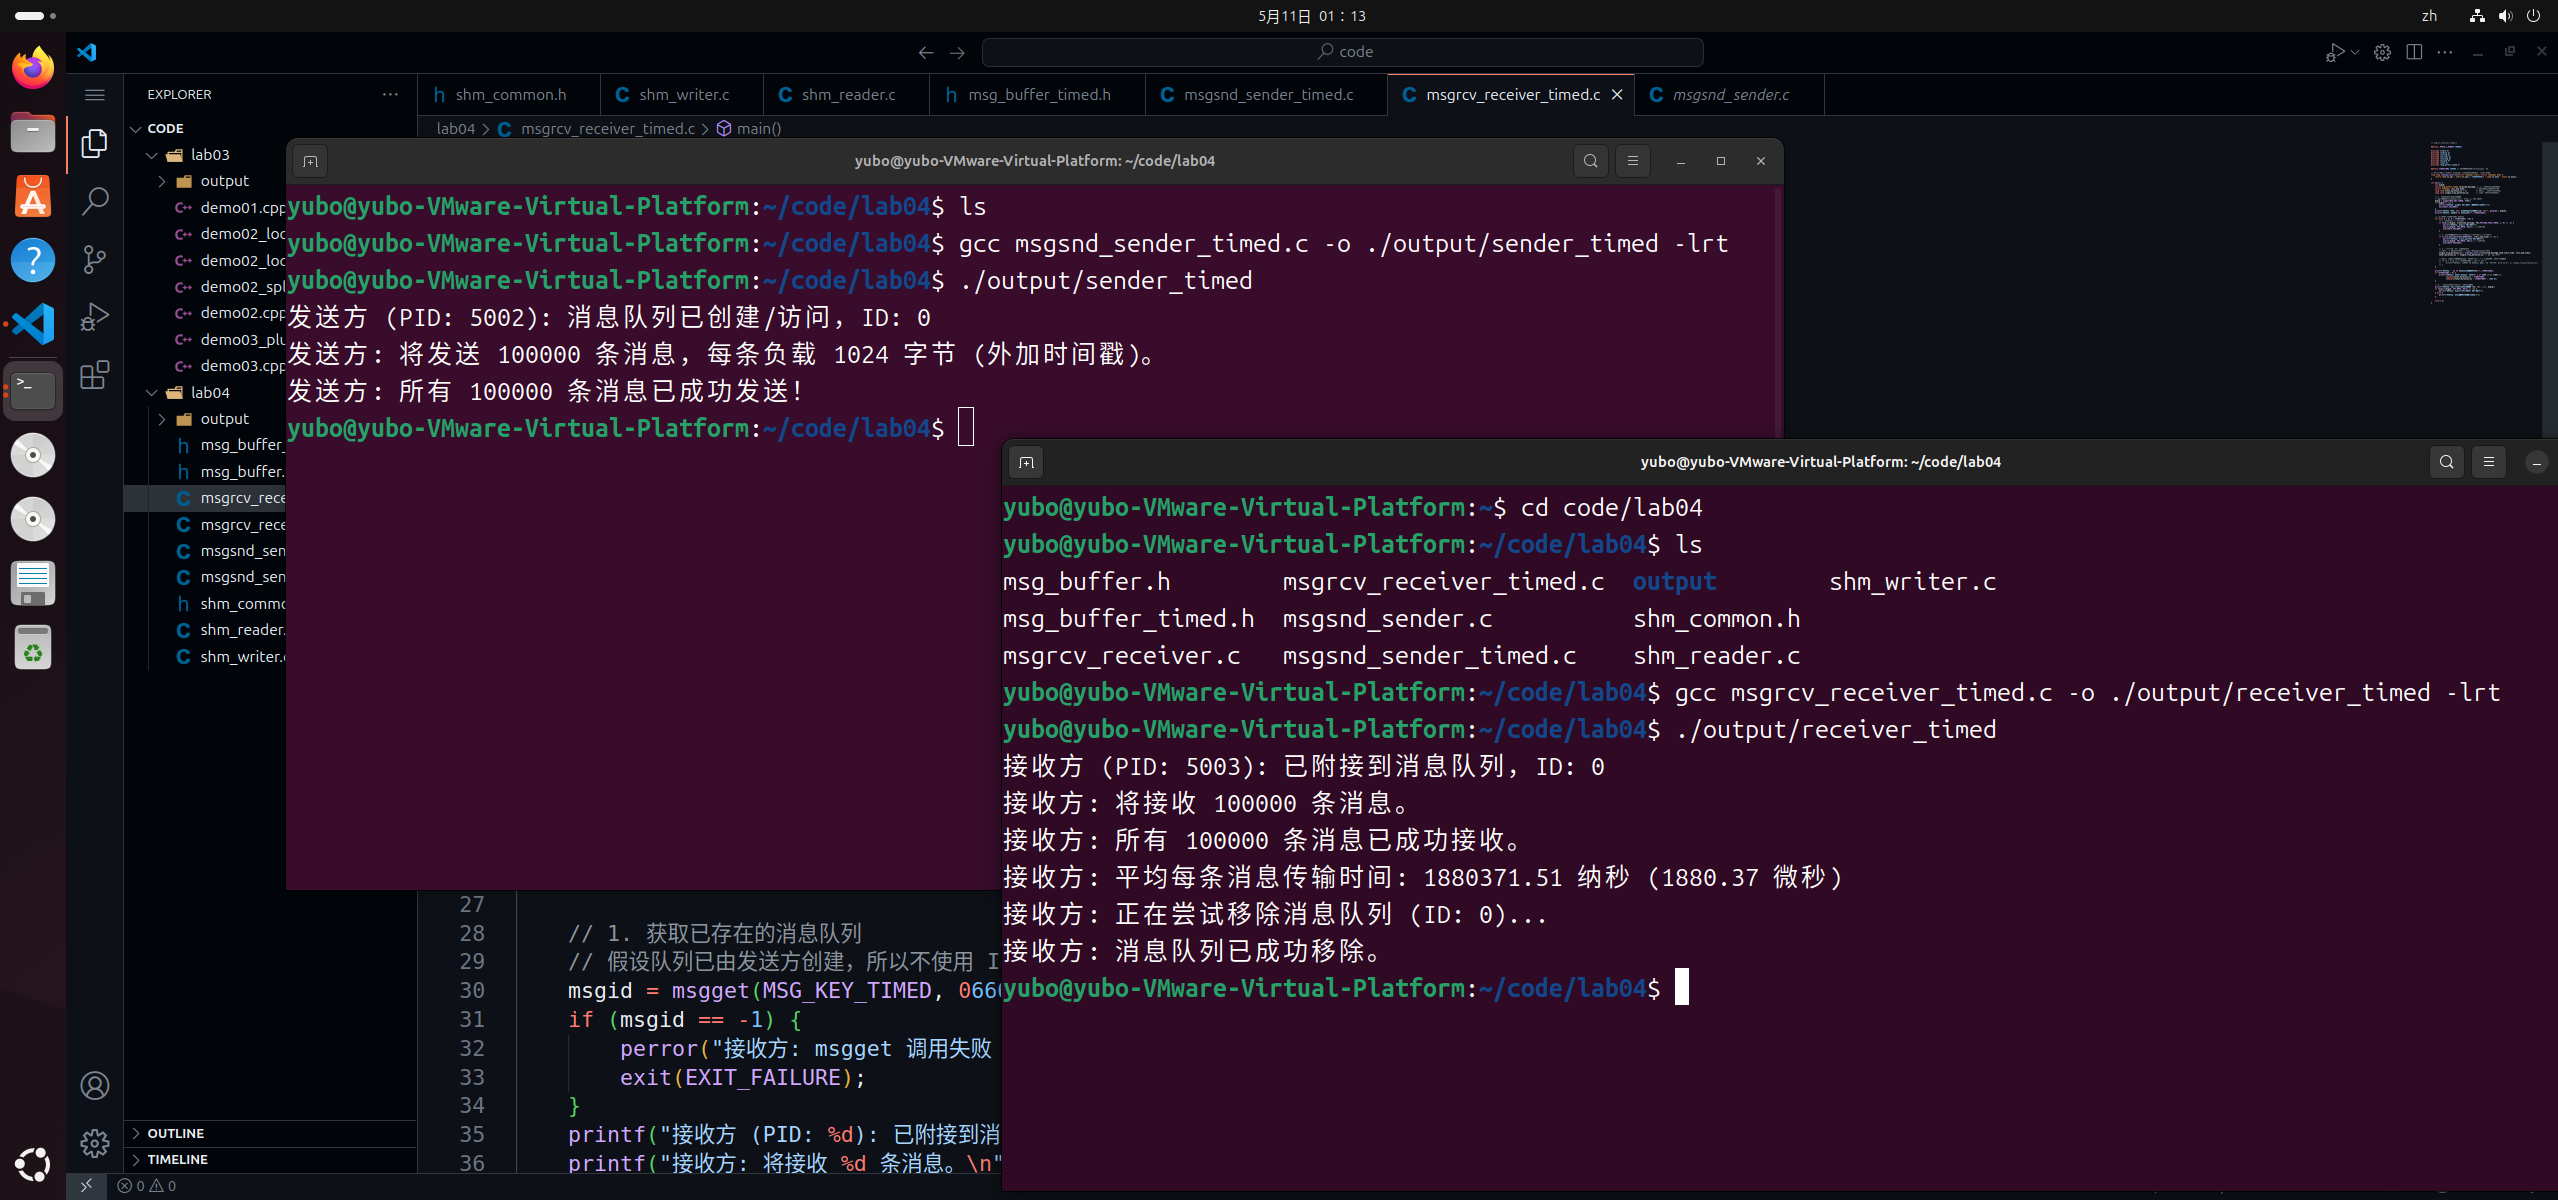 5月11日 01：13
zh
code
EXPLORER
shm_common.h
shm_writer.c
shm_reader.c
msg_buffer_timed.h
msgsnd_sender_timed.c
msgrcv_receiver_timed.c
msgsnd_sender.c
lab04 > msgrcv_receiver_timed.c > main()
CODE
lab03
output
demo01.cpp
demo02_loc
demo02_loc
demo02_spl
demo02.cpp
demo03_plu
demo03.cpp
lab04
output
msg_buffer_
msg_buffer.
msgrcv_rece
msgrcv_rece
msgsnd_sen
msgsnd_sen
shm_commo
shm_reader.
shm_writer.c
OUTLINE
TIMELINE
0 0
yubo@yubo-VMware-Virtual-Platform: ~/code/lab04
yubo@yubo-VMware-Virtual-Platform:~/code/lab04$ ls
yubo@yubo-VMware-Virtual-Platform:~/code/lab04$ gcc msgsnd_sender_timed.c -o ./output/sender_timed -lrt
yubo@yubo-VMware-Virtual-Platform:~/code/lab04$ ./output/sender_timed
发送方 (PID: 5002): 消息队列已创建/访问，ID: 0
发送方: 将发送 100000 条消息，每条负载 1024 字节 (外加时间戳)。
发送方: 所有 100000 条消息已成功发送!
yubo@yubo-VMware-Virtual-Platform:~/code/lab04$
yubo@yubo-VMware-Virtual-Platform: ~/code/lab04
yubo@yubo-VMware-Virtual-Platform:~$ cd code/lab04
yubo@yubo-VMware-Virtual-Platform:~/code/lab04$ ls
msg_buffer.h msgrcv_receiver_timed.c output shm_writer.c
msg_buffer_timed.h msgsnd_sender.c shm_common.h
msgrcv_receiver.c msgsnd_sender_timed.c shm_reader.c
yubo@yubo-VMware-Virtual-Platform:~/code/lab04$ gcc msgrcv_receiver_timed.c -o ./output/receiver_timed -lrt
yubo@yubo-VMware-Virtual-Platform:~/code/lab04$ ./output/receiver_timed
接收方 (PID: 5003): 已附接到消息队列，ID: 0
接收方: 将接收 100000 条消息。
接收方: 所有 100000 条消息已成功接收。
接收方: 平均每条消息传输时间: 1880371.51 纳秒 (1880.37 微秒)
接收方: 正在尝试移除消息队列 (ID: 0)...
接收方: 消息队列已成功移除。
yubo@yubo-VMware-Virtual-Platform:~/code/lab04$
27
28 // 1. 获取已存在的消息队列
29 // 假设队列已由发送方创建，所以不使用 I
30 msgid = msgget(MSG_KEY_TIMED, 0666
31 if (msgid == -1) {
32 perror("接收方: msgget 调用失败
33 exit(EXIT_FAILURE);
34 }
35 printf("接收方 (PID: %d): 已附接到消
36 printf("接收方: 将接收 %d 条消息。\n"